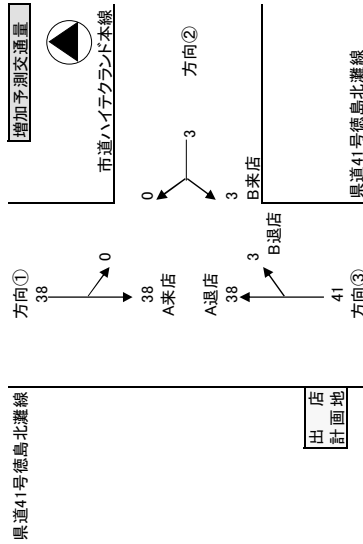 増加予測交通量
市道ハイテクランド本線
県道41号徳島北灘線
方向①
38
0
38
A来店
方向②
3
0
3
B来店
A退店
38
3
B退店
41
方向③
県道41号徳島北灘線
出店
計画地